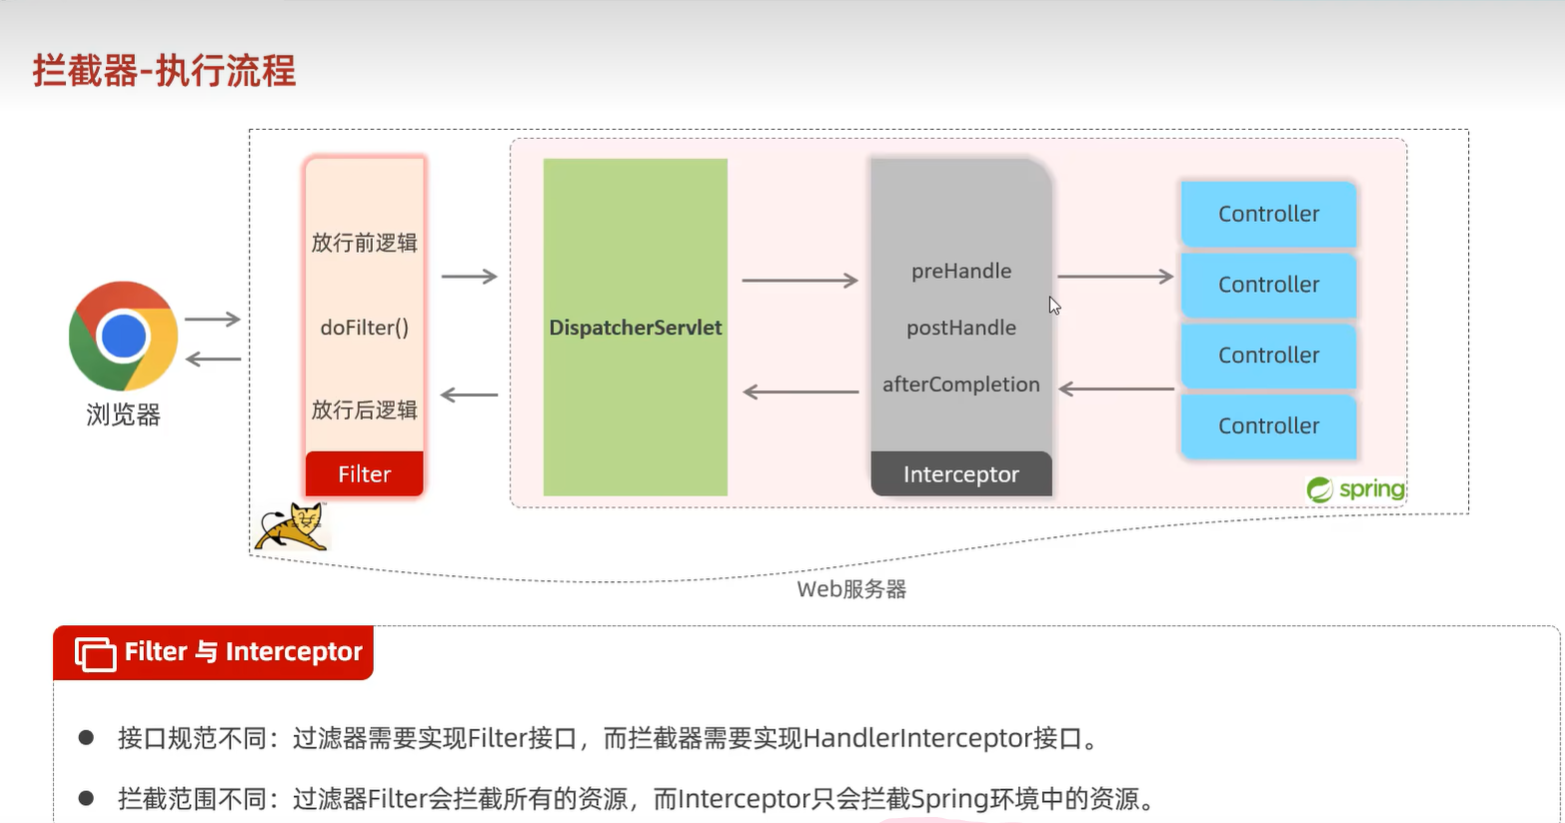 拦截器-执行流程
放行前逻辑
doFilter()
放行后逻辑
Filter
DispatcherServlet
preHandle
postHandle
afterCompletion
Interceptor
Controller
Controller
Controller
Controller
spring
浏览器
Web服务器
Filter 与 Interceptor
● 接口规范不同：过滤器需要实现Filter接口，而拦截器需要实现HandlerInterceptor接口。
● 拦截范围不同：过滤器Filter会拦截所有的资源，而Interceptor只会拦截Spring环境中的资源。